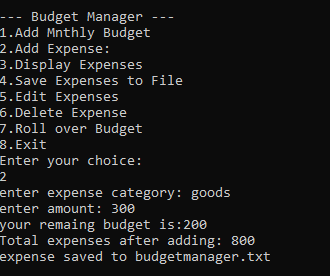 --- Budget Manager ---
1.Add Mnthly Budget
2.Add Expense:
3.Display Expenses
4.Save Expenses to File
5.Edit Expenses
6.Delete Expense
7.Roll over Budget
8.Exit
Enter your choice:
2
enter expense category: goods
enter amount: 300
your remaing budget is:200
Total expenses after adding: 800
expense saved to budgetmanager.txt